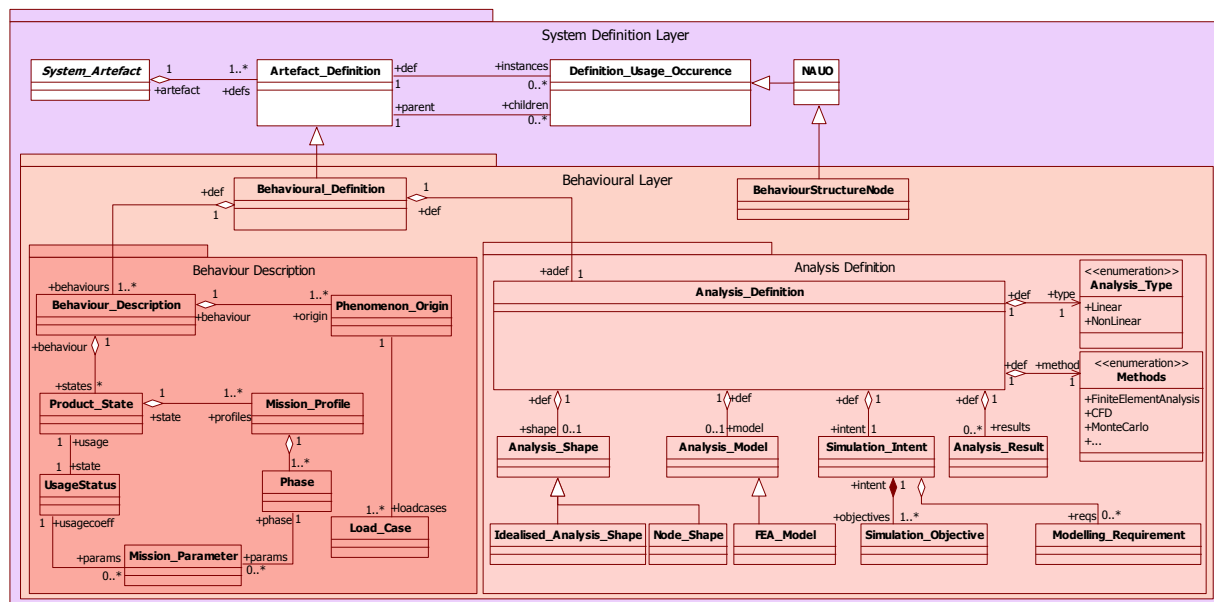 System Definition Layer
System_Artefact
1
+artefact
1..*
+defs
Artefact_Definition
+def
1
+instances
0..*
+parent
1
+children
0..*
Definition_Usage_Occurence
NAUO
Behavioural Layer
Behavioural_Definition
+def
1
1
+def
BehaviourStructureNode
Behaviour Description
+behaviours
1..*
Behaviour_Description
1
+behaviour
1..*
+origin
Phenomenon_Origin
+behaviour
1
1
+states
*
Product_State
1
+state
1..*
+profiles
Mission_Profile
1
+usage
1
+state
UsageStatus
1
1..*
Phase
1
+usagecoeff
+phase
1
1..*
+loadcases
Load_Case
+params
0..*
Mission_Parameter
+params
0..*
Analysis Definition
+adef
1
Analysis_Definition
+def
1
+type
1
<<enumeration>>
Analysis_Type
+Linear
+NonLinear
+def
1
+method
1
<<enumeration>>
Methods
+FiniteElementAnalysis
+CFD
+MonteCarlo
+...
+def
1
+shape
0..1
Analysis_Shape
1
+def
0..1
+model
Analysis_Model
+def
1
+intent
1
Simulation_Intent
+def
1
0..*
+results
Analysis_Result
+intent
1
+objectives
1..*
+reqs
0..*
Idealised_Analysis_Shape
Node_Shape
FEA_Model
Simulation_Objective
Modelling_Requirement